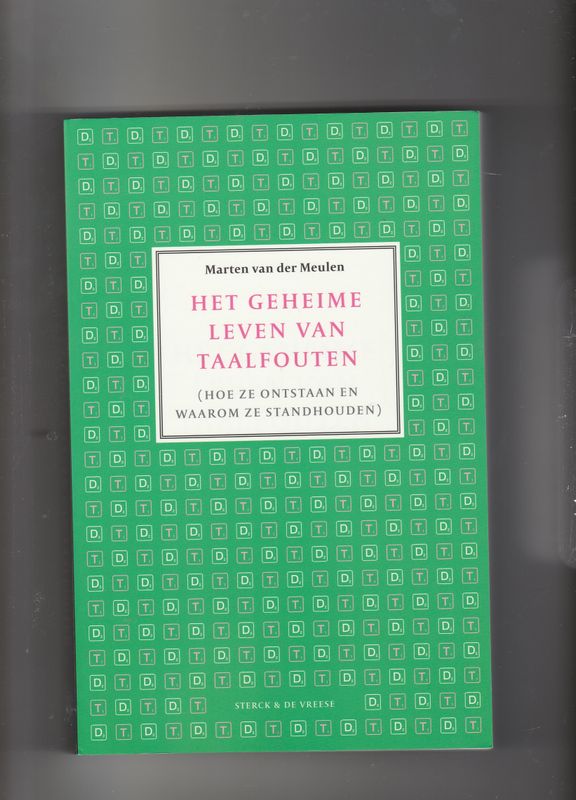 Marten van der Meulen
HET GEHEIME
LEVEN VAN
TAALFOUTEN
(HOE ZE ONTSTAAN EN
WAAROM ZE STANDHOUDEN)
STERCK & DE VREESE